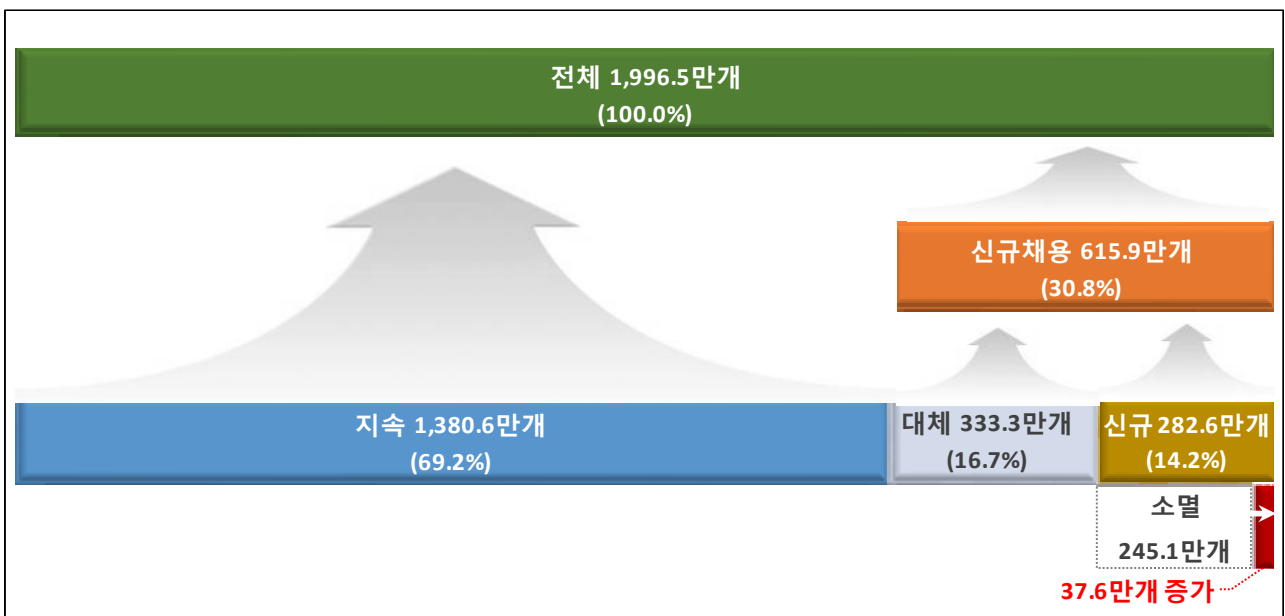 전체 1,996.5만개
(100.0%)
신규채용 615.9만개
(30.8%)
지속 1,380.6만개
(69.2%)
대체 333.3만개
(16.7%)
신규 282.6만개
(14.2%)
소멸
245.1만개
37.6만개 증가